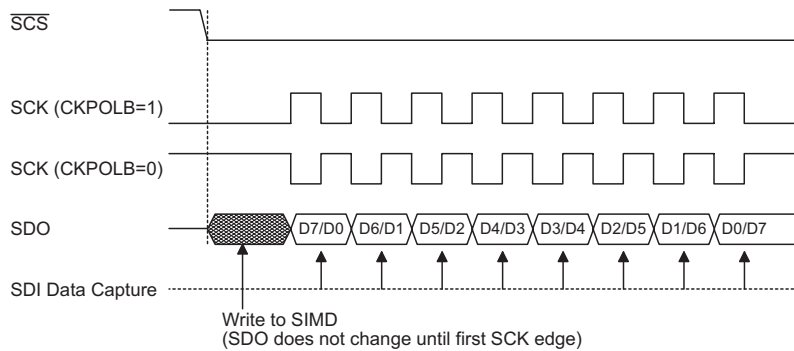 SCS
SCK (CKPOLB=1)
SCK (CKPOLB=0)
SDO
D7/D0 D6/D1 D5/D2 D4/D3 D3/D4 D2/D5 D1/D6 D0/D7
SDI Data Capture
Write to SIMD
(SDO does not change until first SCK edge)